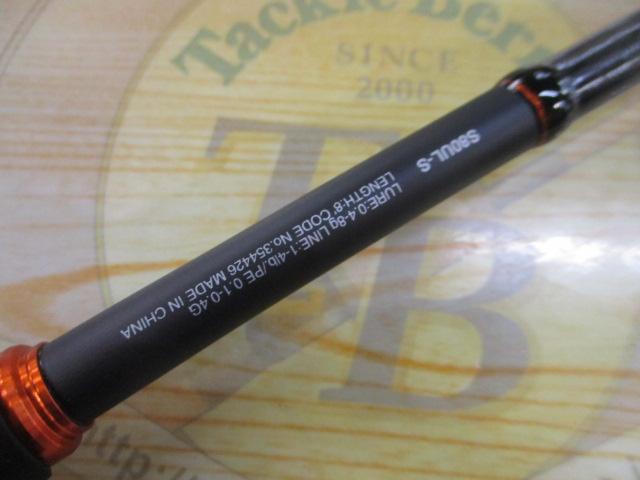 Tackle Berr
SINCE
2000
TB
http:/
S80UL-S
LURE:0.4-8g LINE:1-4lb./PE 0.1-0.4G
LENGTH-8' CODE No.354426 MADE IN CHINA